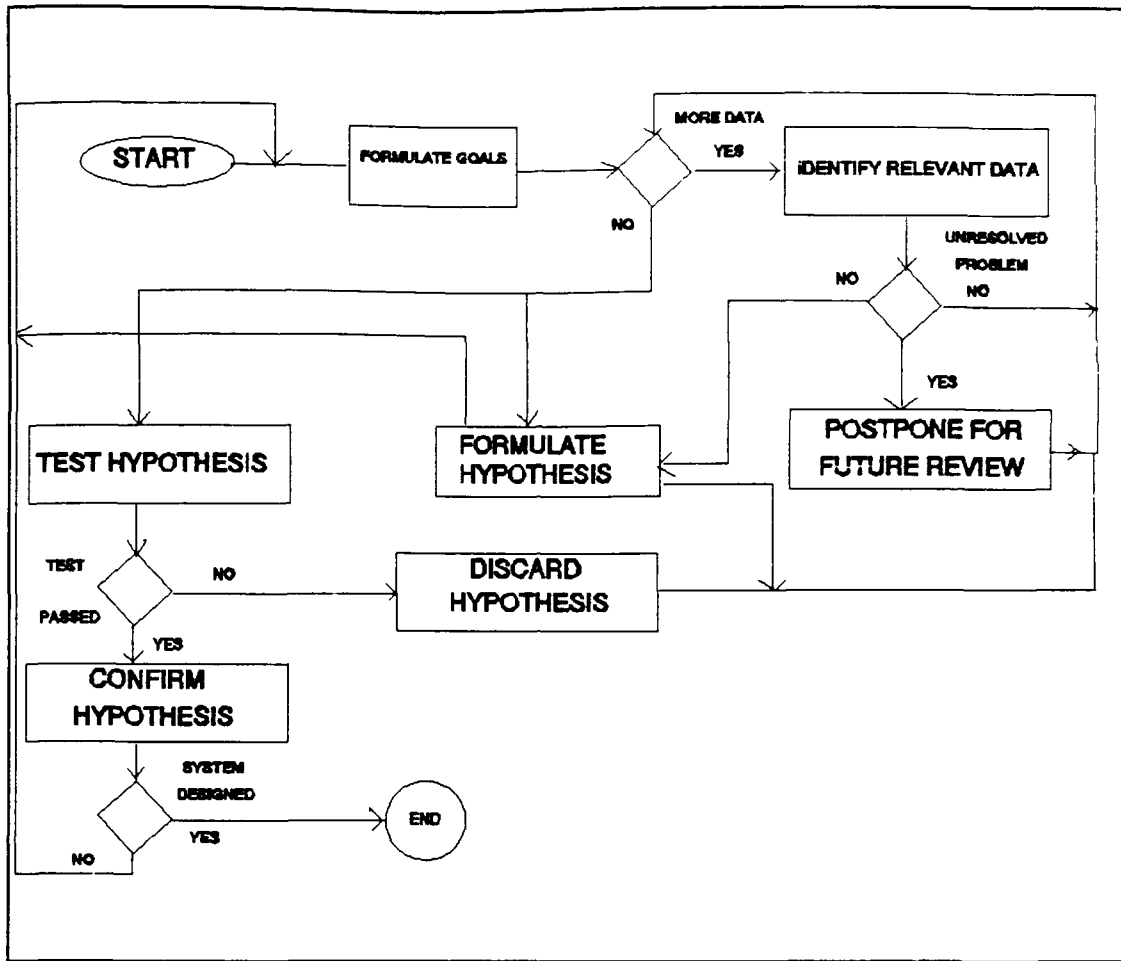 START
FORMULATE GOALS
MORE DATA
YES
IDENTIFY RELEVANT DATA
NO
UNRESOLVED
PROBLEM
NO
NO
YES
TEST HYPOTHESIS
FORMULATE
HYPOTHESIS
POSTPONE FOR
FUTURE REVIEW
TEST
PASSED
NO
DISCARD
HYPOTHESIS
YES
CONFIRM
HYPOTHESIS
SYSTEM
DESIGNED
YES
NO
END